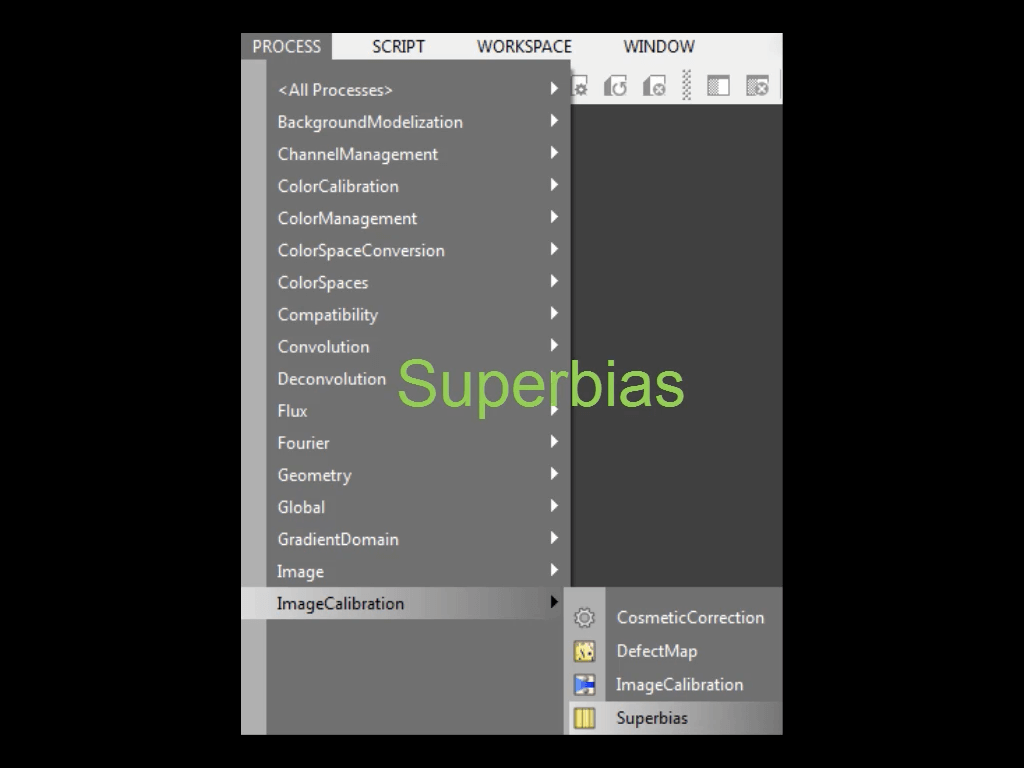 PROCESS SCRIPT WORKSPACE WINDOW
<All Processes>
BackgroundModelization
ChannelManagement
ColorCalibration
ColorManagement
ColorSpaceConversion
ColorSpaces
Compatibility
Convolution
Deconvolution
Superbias
Flux
Fourier
Geometry
Global
GradientDomain
Image
ImageCalibration
CosmeticCorrection
DefectMap
ImageCalibration
Superbias